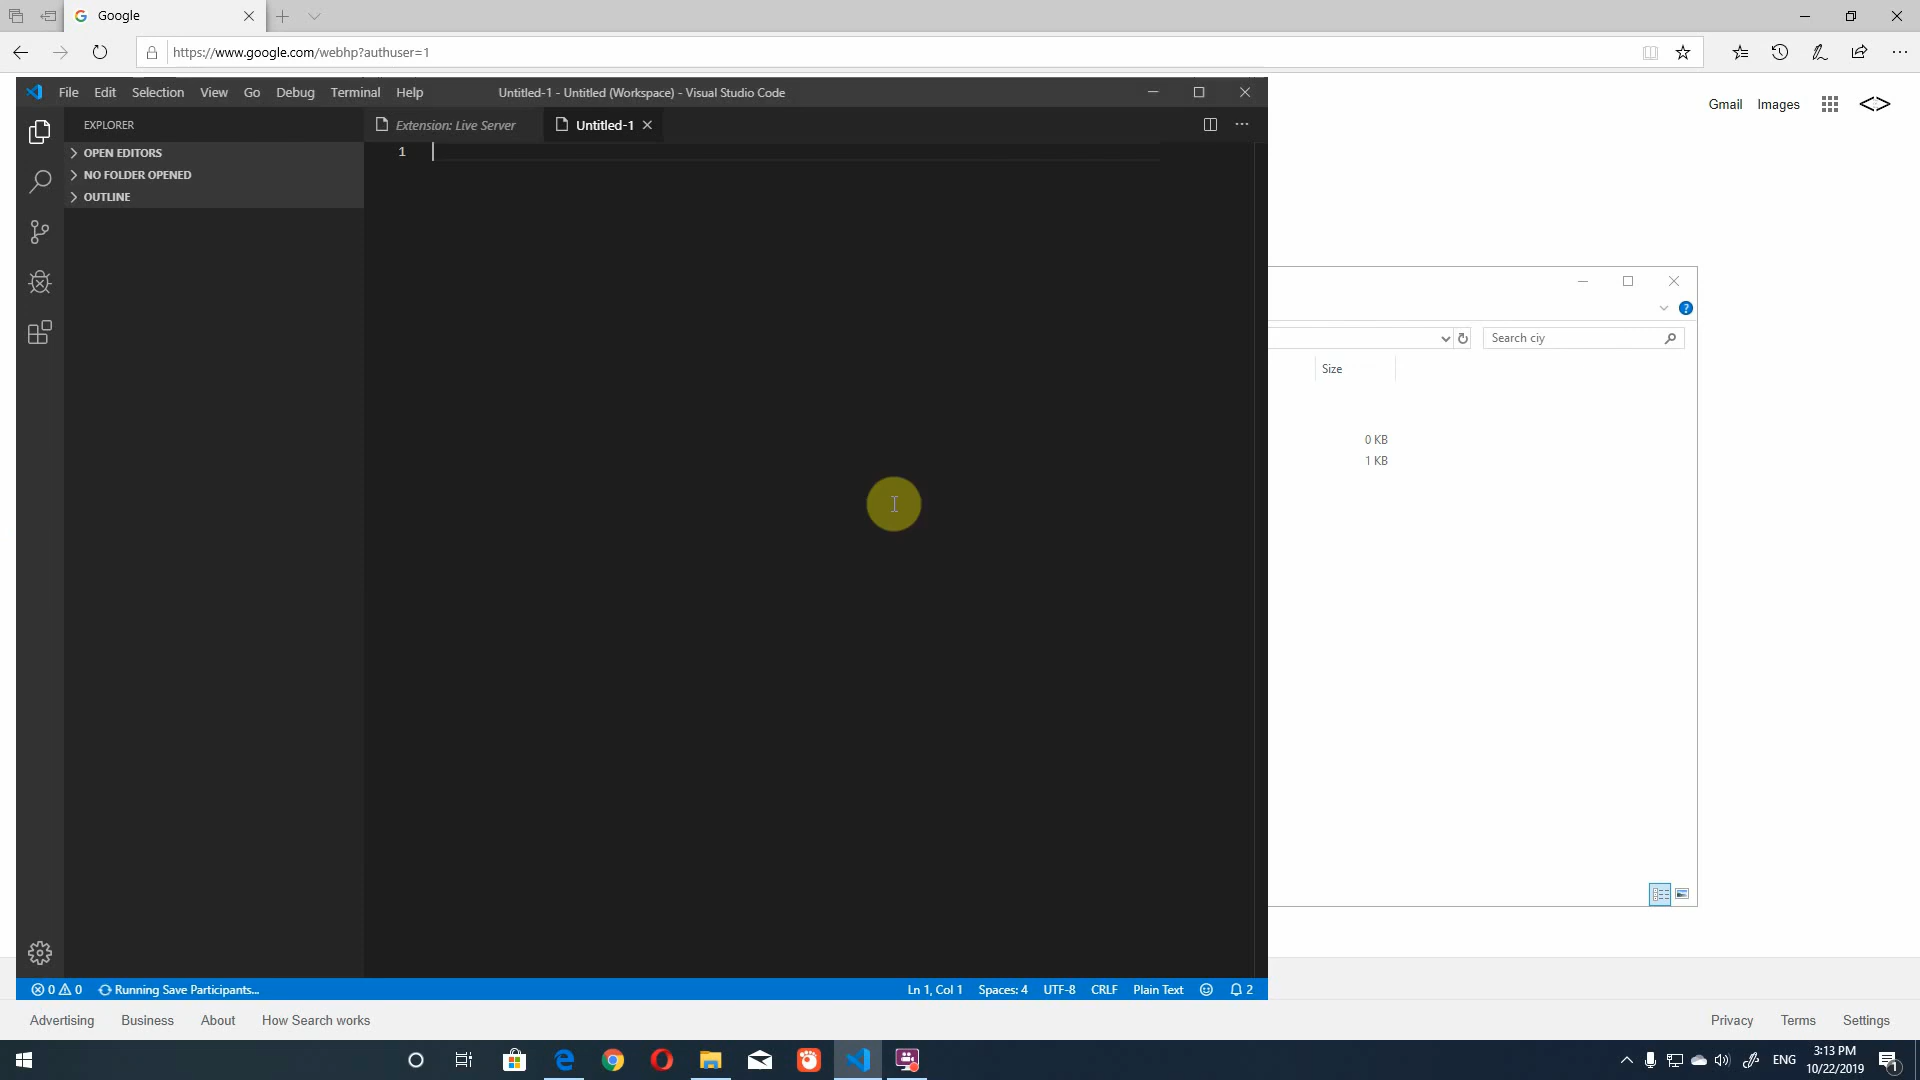 Google
https://www.google.com/webhp?authuser=1
File Edit Selection View Go Debug Terminal Help
Untitled-1 - Untitled (Workspace) - Visual Studio Code
Gmail Images
EXPLORER
Extension: Live Server
Untitled-1
OPEN EDITORS
NO FOLDER OPENED
OUTLINE
1
Search ciy
Size
0 KB
1 KB
0 0 Running Save Participants...
Ln 1, Col 1 Spaces: 4 UTF-8 CRLF Plain Text 2
Advertising Business About How Search works
Privacy Terms Settings
ENG
3:13 PM
10/22/2019
1